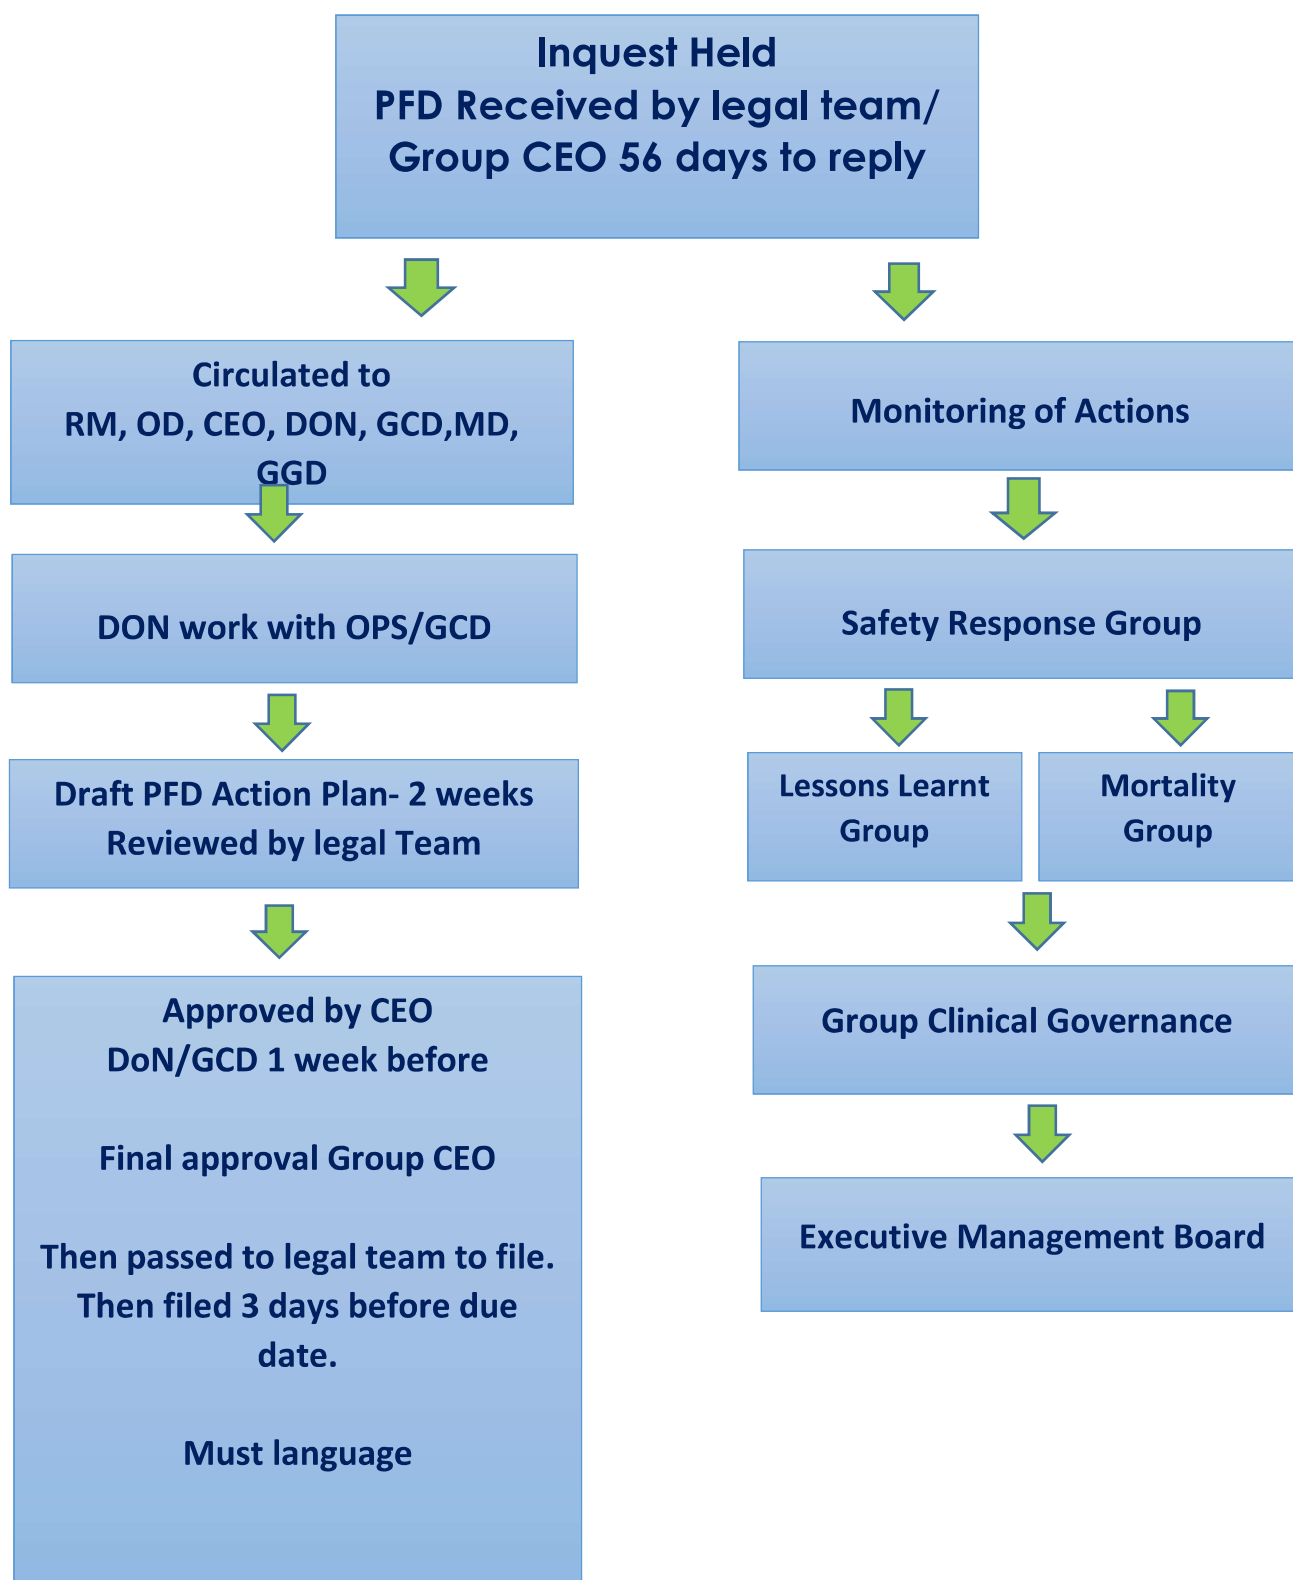 Inquest Held
PFD Received by legal team/
Group CEO 56 days to reply
Circulated to
RM, OD, CEO, DON, GCD,MD,
GGD
DON work with OPS/GCD
Draft PFD Action Plan- 2 weeks
Reviewed by legal Team
Approved by CEO
DoN/GCD 1 week before
Final approval Group CEO
Then passed to legal team to file.
Then filed 3 days before due
date.
Must language
Monitoring of Actions
Safety Response Group
Lessons Learnt
Group
Mortality
Group
Group Clinical Governance
Executive Management Board